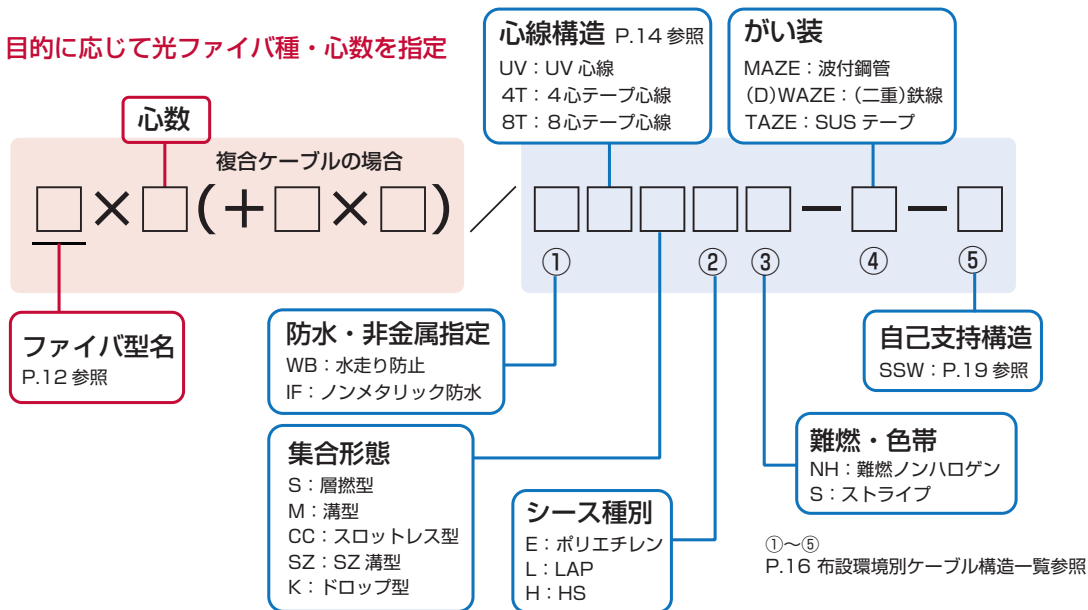 目的に応じて光ファイバ種・心数を指定
心数
複合ケーブルの場合
□×□(+□×□)／□□□□□－□－□
① ② ③ ④ ⑤
ファイバ型名
P.12 参照
心線構造 P.14 参照
UV：UV 心線
4T：4心テープ心線
8T：8心テープ心線
がい装
MAZE：波付鋼管
(D)WAZE：(二重)鉄線
TAZE：SUS テープ
防水・非金属指定
WB：水走り防止
IF：ノンメタリック防水
集合形態
S：層撚型
M：溝型
CC：スロットレス型
SZ：SZ 溝型
K：ドロップ型
シース種別
E：ポリエチレン
L：LAP
H：HS
自己支持構造
SSW：P.19 参照
難燃・色帯
NH：難燃ノンハロゲン
S：ストライプ
①～⑤
P.16 布設環境別ケーブル構造一覧参照